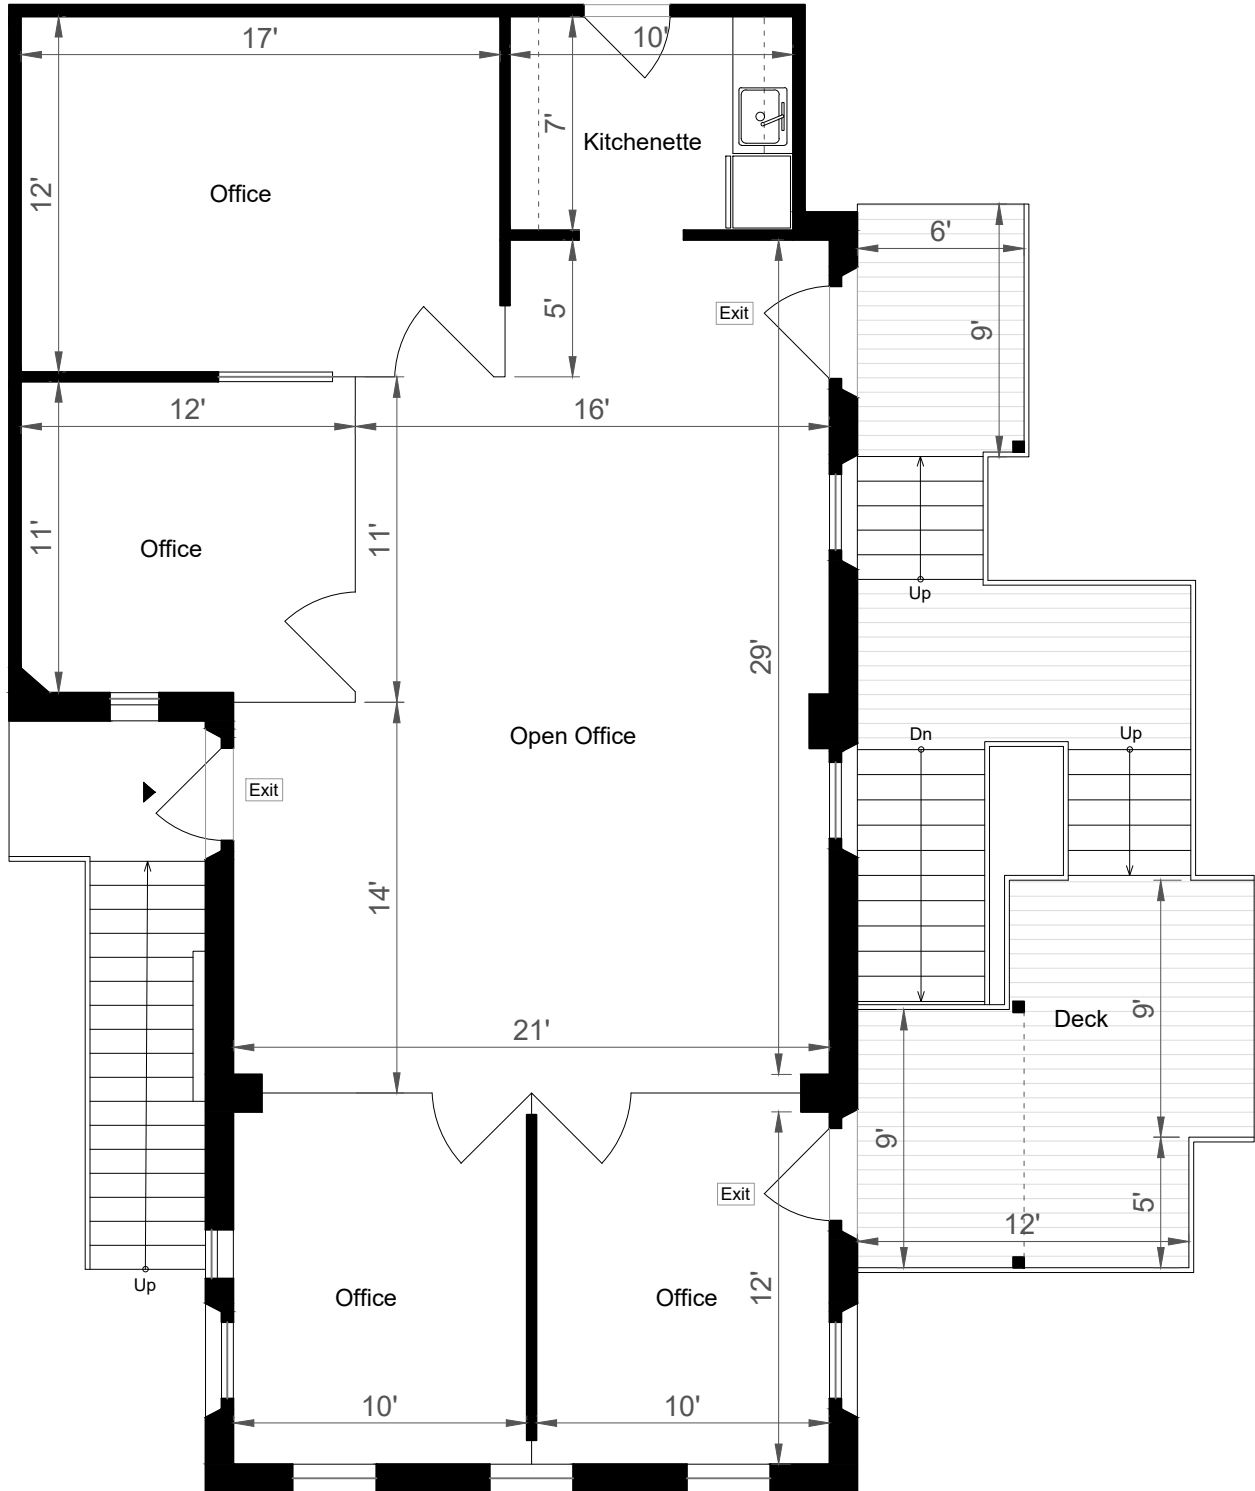 17'
10'
7'
Kitchenette
12'
Office
6'
5'
Exit
9'
12'
16'
11'
Office
11'
Up
29'
Open Office
Dn
Up
Exit
14'
9'
Deck
21'
9'
Exit
5'
12'
Up
Office
Office
12'
10'
10'